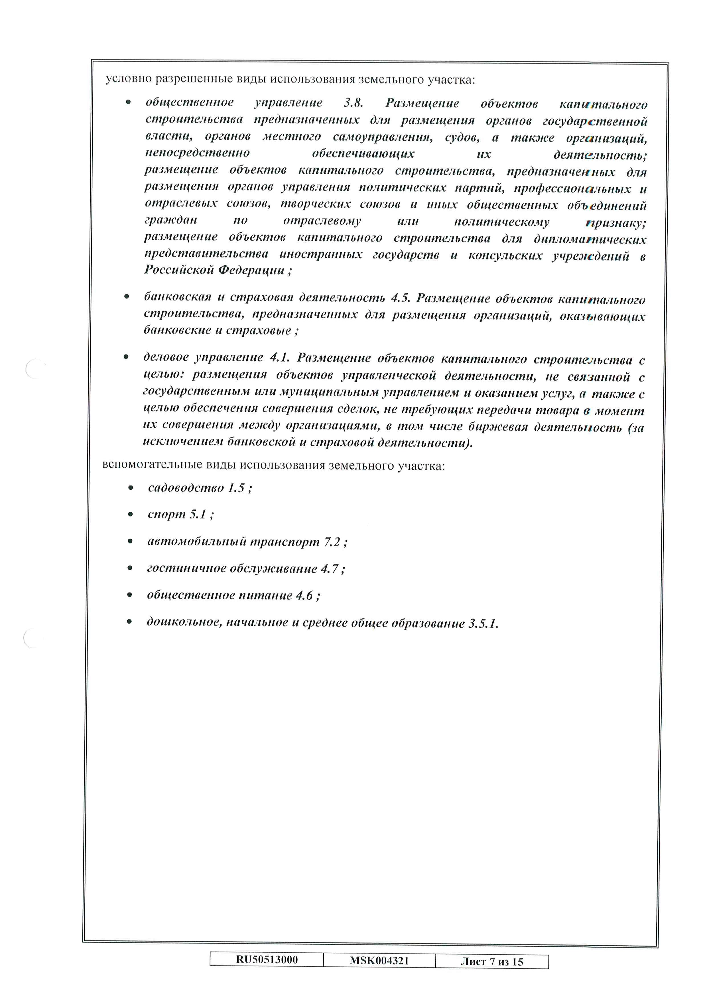 условно разрешенные виды использования земельного участка:
• общественное управление 3.8. Размещение объектов капитального
строительства предназначенных для размещения органов государственной
власти, органов местного самоуправления, судов, а также организаций,
непосредственно обеспечивающих их деятельность;
размещение объектов капитального строительства, предназначенных для
размещения органов управления политических партий, профессиональных и
отраслевых союзов, творческих союзов и иных общественных объединений
граждан по отраслевому или политическому признаку;
размещение объектов капитального строительства для дипломатических
представительства иностранных государств и консульских учреждений в
Российской Федерации ;
• банковская и страховая деятельность 4.5. Размещение объектов капитального
строительства, предназначенных для размещения организаций, оказывающих
банковские и страховые ;
• деловое управление 4.1. Размещение объектов капитального строительства с
целью: размещения объектов управленческой деятельности, не связанной с
государственным или муниципальным управлением и оказанием услуг, а также с
целью обеспечения совершения сделок, не требующих передачи товара в момент
их совершения между организациями, в том числе биржевая деятельность (за
исключением банковской и страховой деятельности).
вспомогательные виды использования земельного участка:
• садоводство 1.5 ;
• спорт 5.1 ;
• автомобильный транспорт 7.2 ;
• гостиничное обслуживание 4.7 ;
• общественное питание 4.6 ;
• дошкольное, начальное и среднее общее образование 3.5.1.
RU50513000 MSK004321 Лист 7 из 15